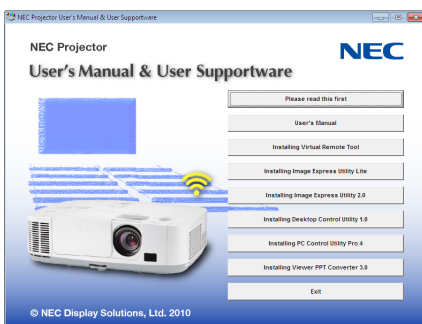 NEC Projector User's Manual & User Supportware
NEC Projector
NEC
User's Manual & User Supportware
Please read this first
User's Manual
Installing Virtual Remote Tool
Installing Image Express Utility Lite
Installing Image Express Utility 2.0
Installing Desktop Control Utility 1.0
Installing PC Control Utility Pro 4
Installing Viewer PPT Converter 3.0
Exit
© NEC Display Solutions, Ltd. 2010